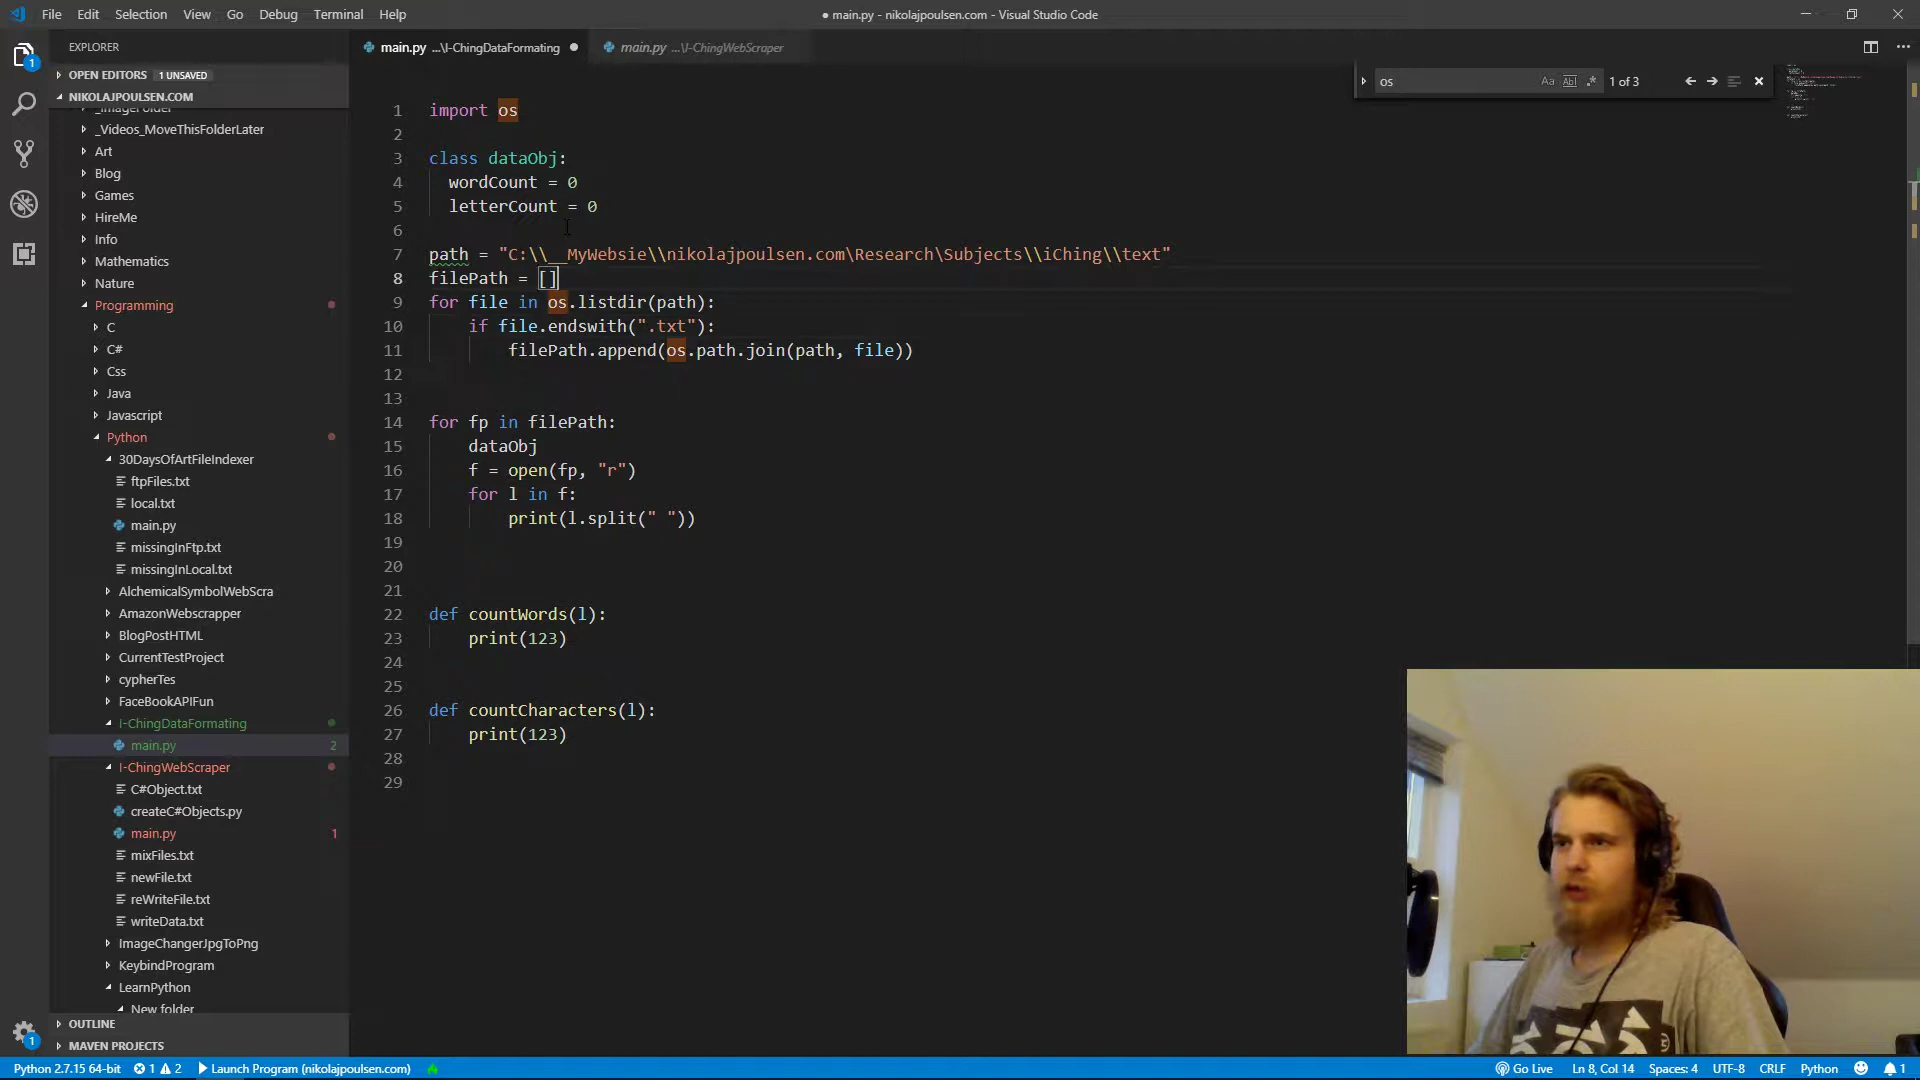 File Edit Selection View Go Debug Terminal Help
● main.py - nikolajpoulsen.com - Visual Studio Code
EXPLORER
OPEN EDITORS 1 UNSAVED
NIKOLAJPOULSEN.COM
_ImageFolder
_Videos_MoveThisFolderLater
Art
Blog
Games
HireMe
Info
Mathematics
Nature
Programming
C
C#
Css
Java
Javascript
Python
30DaysOfArtFileIndexer
ftpFiles.txt
local.txt
main.py
missingInFtp.txt
missingInLocal.txt
AlchemicalSymbolWebScra
AmazonWebscrapper
BlogPostHTML
CurrentTestProject
cypherTes
FaceBookAPIFun
I-ChingDataFormating
main.py 2
I-ChingWebScraper
C#Object.txt
createC#Objects.py
main.py 1
mixFiles.txt
newFile.txt
reWriteFile.txt
writeData.txt
ImageChangerJpgToPng
KeybindProgram
LearnPython
New folder
OUTLINE
MAVEN PROJECTS
main.py ...\I-ChingDataFormating ●
main.py ...\I-ChingWebScraper
os Aa Abl .* 1 of 3
1 import os
2
3 class dataObj:
4 wordCount = 0
5 letterCount = 0
6
7 path = "C:\\__MyWebsie\\nikolajpoulsen.com\Research\Subjects\\iChing\\text"
8 filePath = []
9 for file in os.listdir(path):
10 if file.endswith(".txt"):
11 filePath.append(os.path.join(path, file))
12
13
14 for fp in filePath:
15 dataObj
16 f = open(fp, "r")
17 for l in f:
18 print(l.split(" "))
19
20
21
22 def countWords(l):
23 print(123)
24
25
26 def countCharacters(l):
27 print(123)
28
29
Python 2.7.15 64-bit 1 2 Launch Program (nikolajpoulsen.com)
Go Live Ln 8, Col 14 Spaces: 4 UTF-8 CRLF Python 1